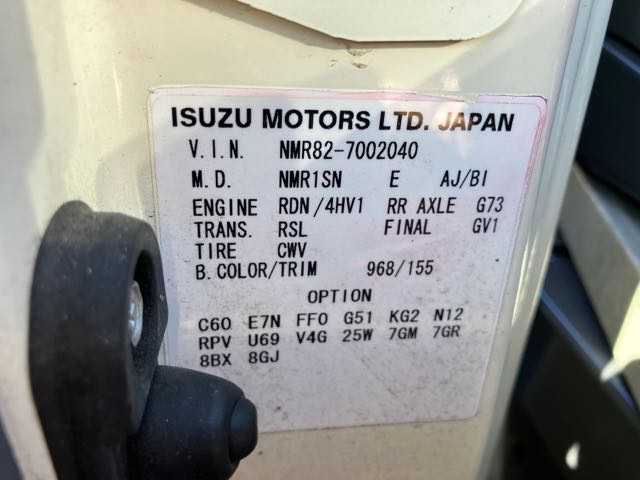 ISUZU MOTORS LTD. JAPAN
V.I.N. NMR82-7002040
M.D. NMR1SN E AJ/BI
ENGINE RDN/4HV1 RR AXLE G73
TRANS. RSL FINAL GV1
TIRE CWV
B.COLOR/TRIM 968/155
OPTION
C60 E7N FF0 G51 KG2 N12
RPV U69 V4G 25W 7GM 7GR
8BX 8GJ